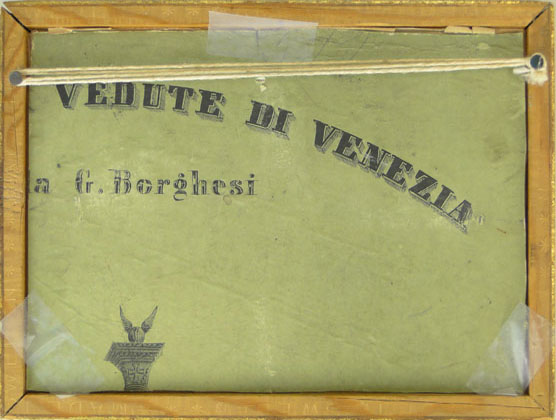 VEDUTE DI VENEZIA
a G. Borghesi